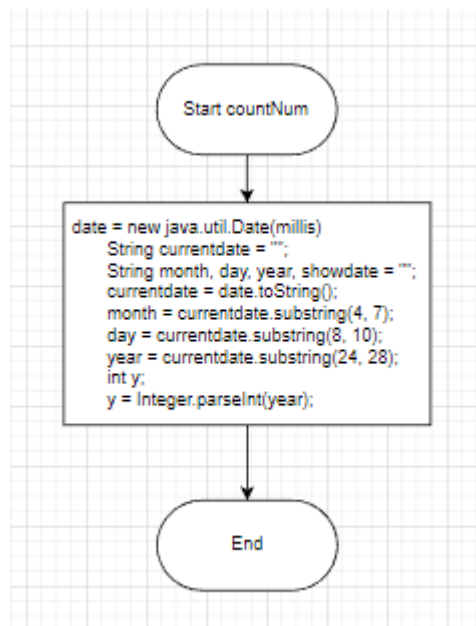 Start countNum
date = new java.util.Date(millis)
String currentdate = "";
String month, day, year, showdate = "";
currentdate = date.toString();
month = currentdate.substring(4, 7);
day = currentdate.substring(8, 10);
year = currentdate.substring(24, 28);
int y;
y = Integer.parseInt(year);
End